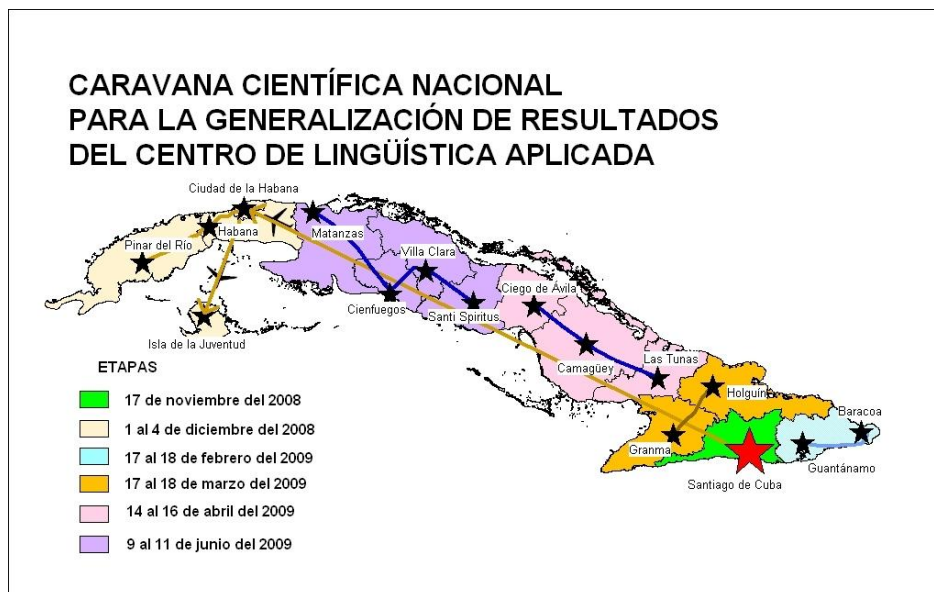 CARAVANA CIENTÍFICA NACIONAL
PARA LA GENERALIZACIÓN DE RESULTADOS
DEL CENTRO DE LINGÜÍSTICA APLICADA
Ciudad de la Habana
Habana
Matanzas
Pinar del Río
Villa Clara
Ciego de Ávila
Cienfuegos
Santi Spiritus
Isla de la Juventud
Camagüey
Las Tunas
Holguín
Baracoa
Granma
Guantánamo
Santiago de Cuba
ETAPAS
17 de noviembre del 2008
1 al 4 de diciembre del 2008
17 al 18 de febrero del 2009
17 al 18 de marzo del 2009
14 al 16 de abril del 2009
9 al 11 de junio del 2009